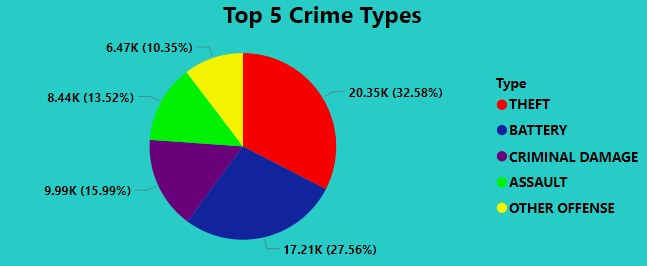 Top 5 Crime Types
6.47K (10.35%)
20.35K (32.58%)
8.44K (13.52%)
9.99K (15.99%)
17.21K (27.56%)
Type
THEFT
BATTERY
CRIMINAL DAMAGE
ASSAULT
OTHER OFFENSE